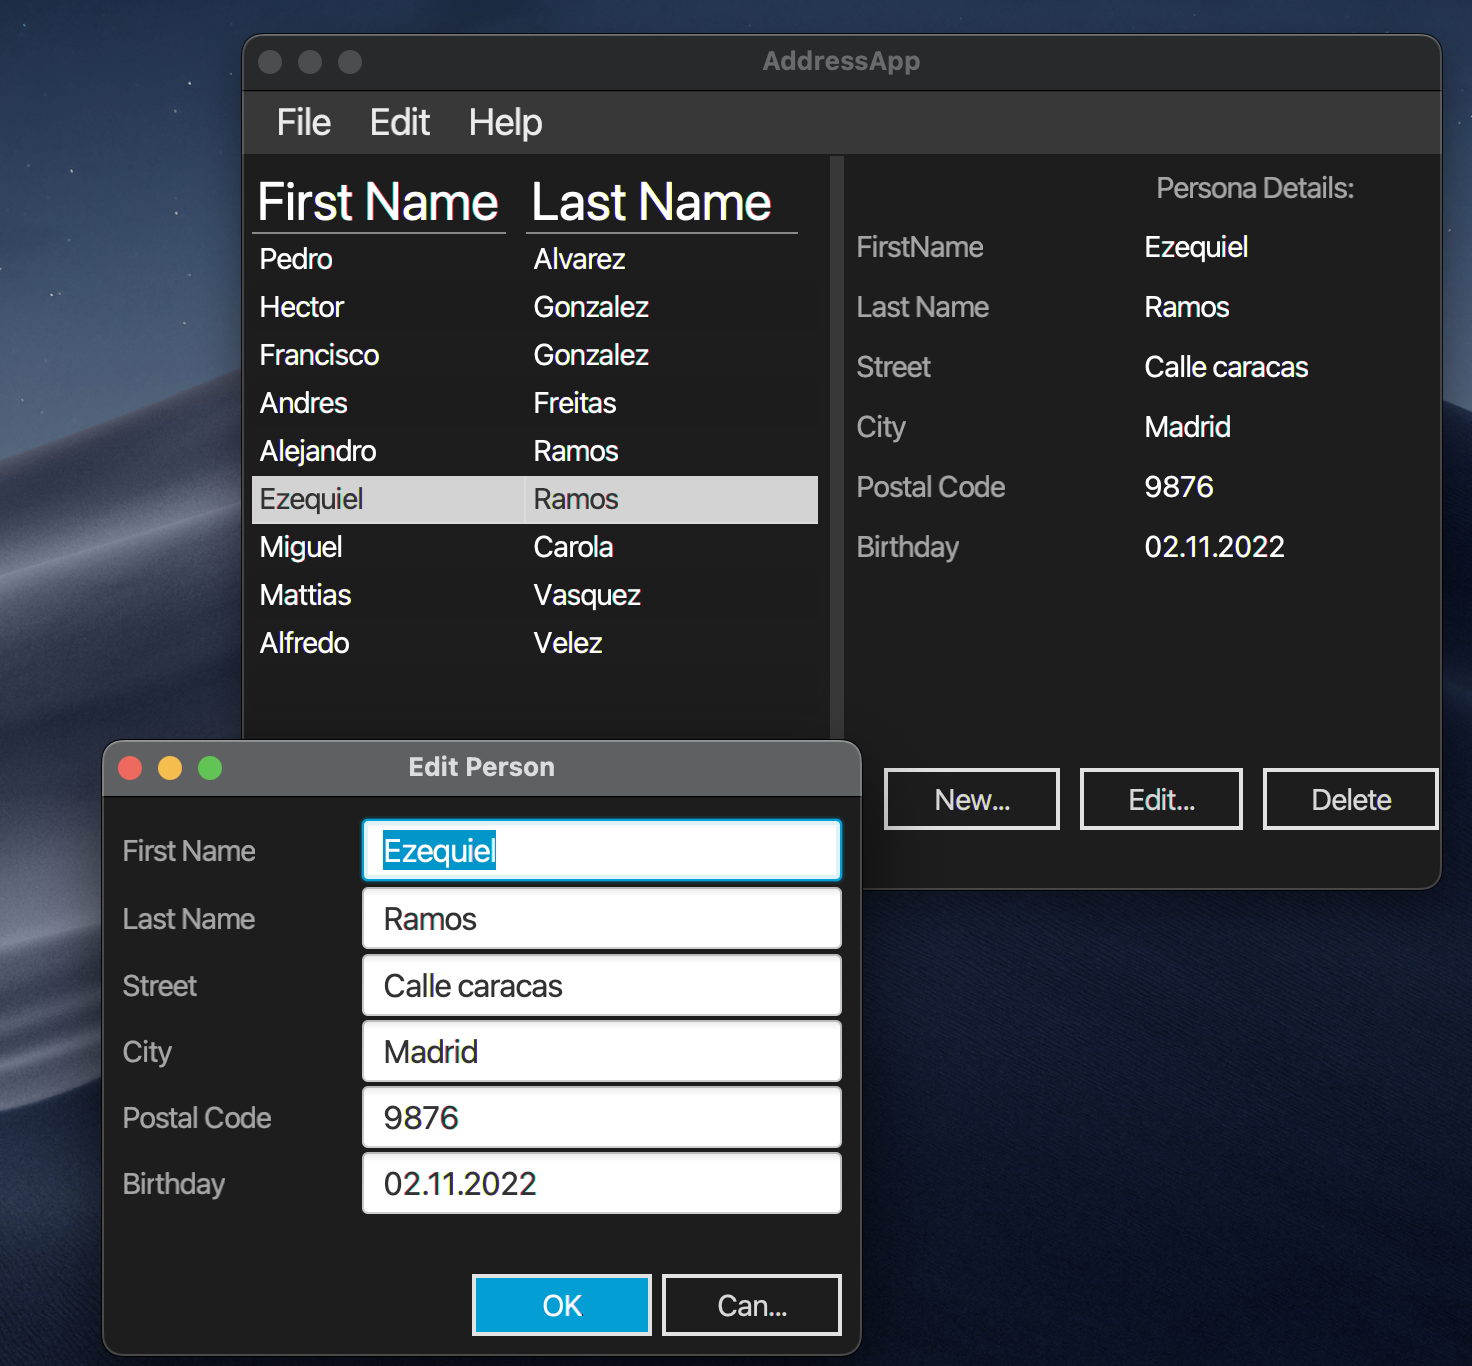 AddressApp
File Edit Help
First Name Last Name
Pedro Alvarez
Hector Gonzalez
Francisco Gonzalez
Andres Freitas
Alejandro Ramos
Ezequiel Ramos
Miguel Carola
Mattias Vasquez
Alfredo Velez
Persona Details:
FirstName Ezequiel
Last Name Ramos
Street Calle caracas
City Madrid
Postal Code 9876
Birthday 02.11.2022
New... Edit... Delete
Edit Person
First Name Ezequiel
Last Name Ramos
Street Calle caracas
City Madrid
Postal Code 9876
Birthday 02.11.2022
OK Can...